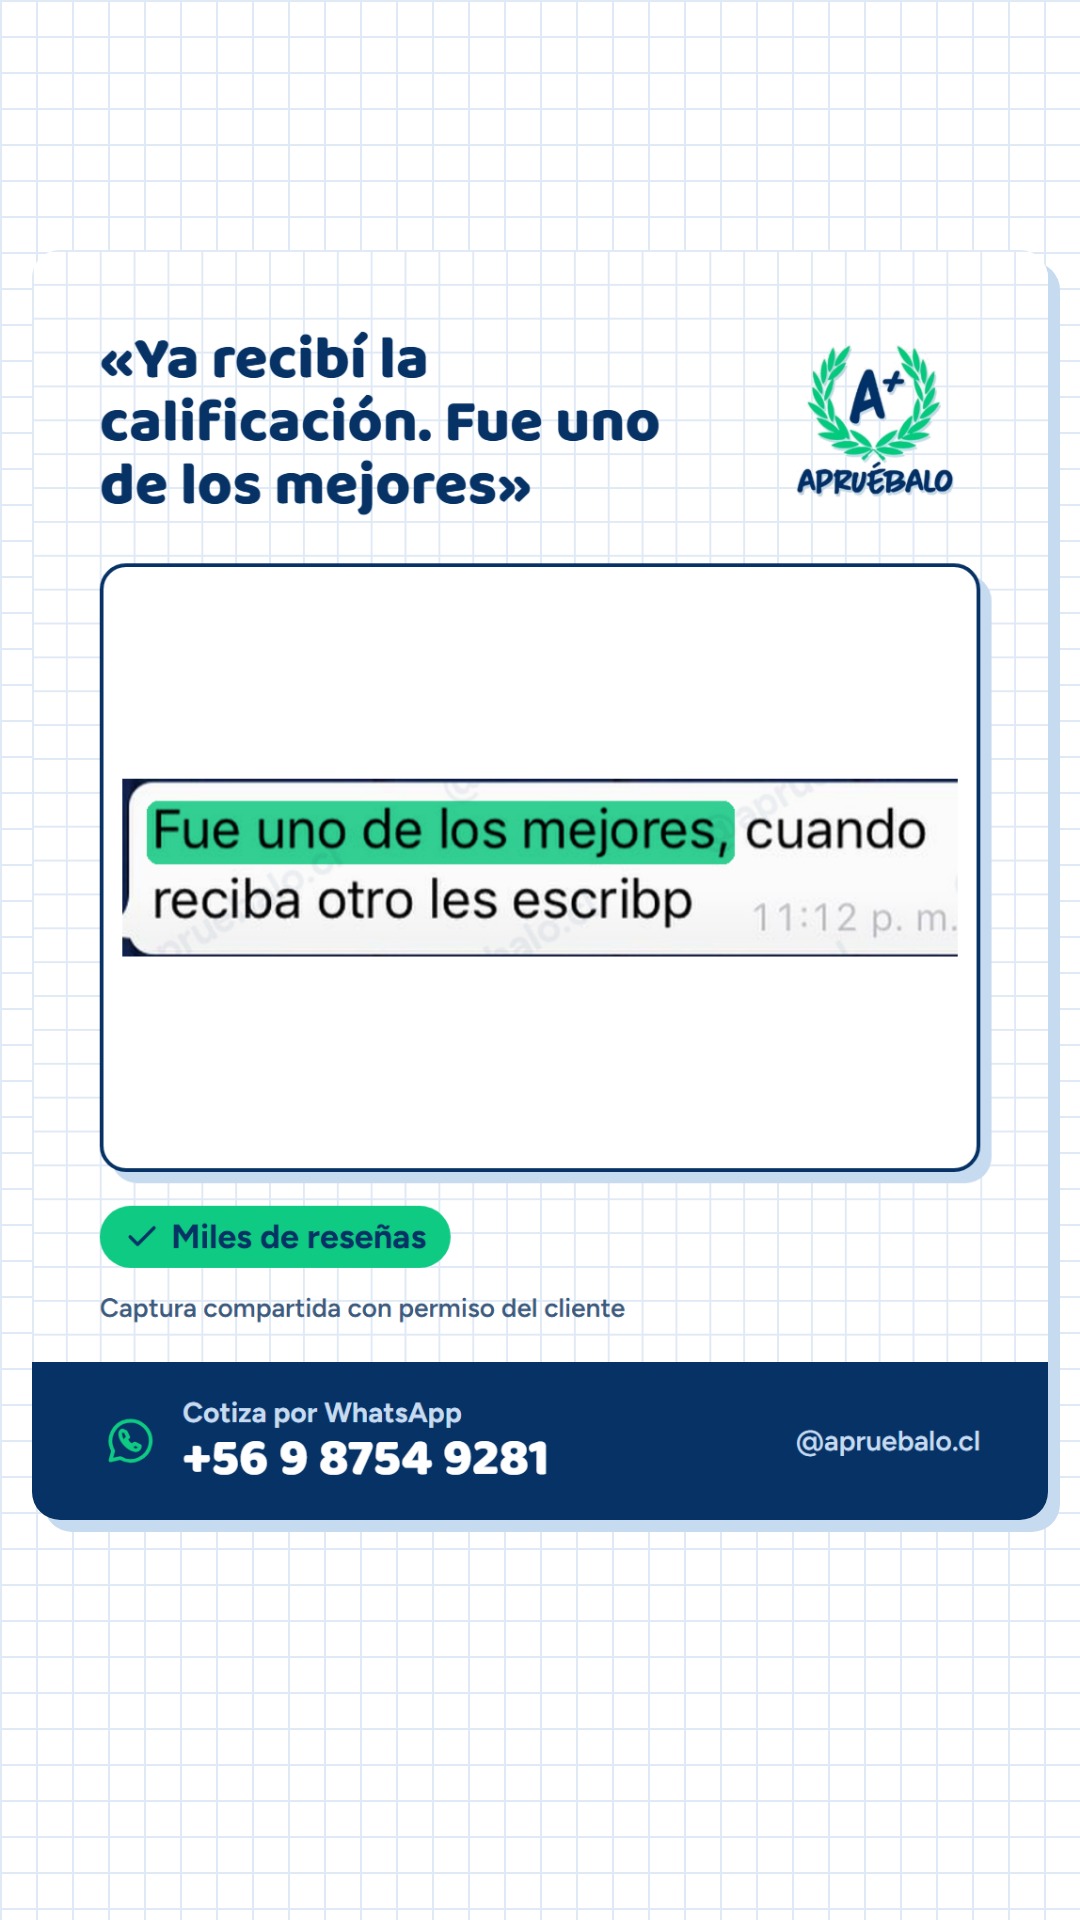 «Ya recibí la
calificación. Fue uno
de los mejores»
A+
APRUÉBALO
Fue uno de los mejores, cuando
reciba otro les escribp
11:12 p. m.
Miles de reseñas
Captura compartida con permiso del cliente
Cotiza por WhatsApp
+56 9 8754 9281
@apruebalo.cl